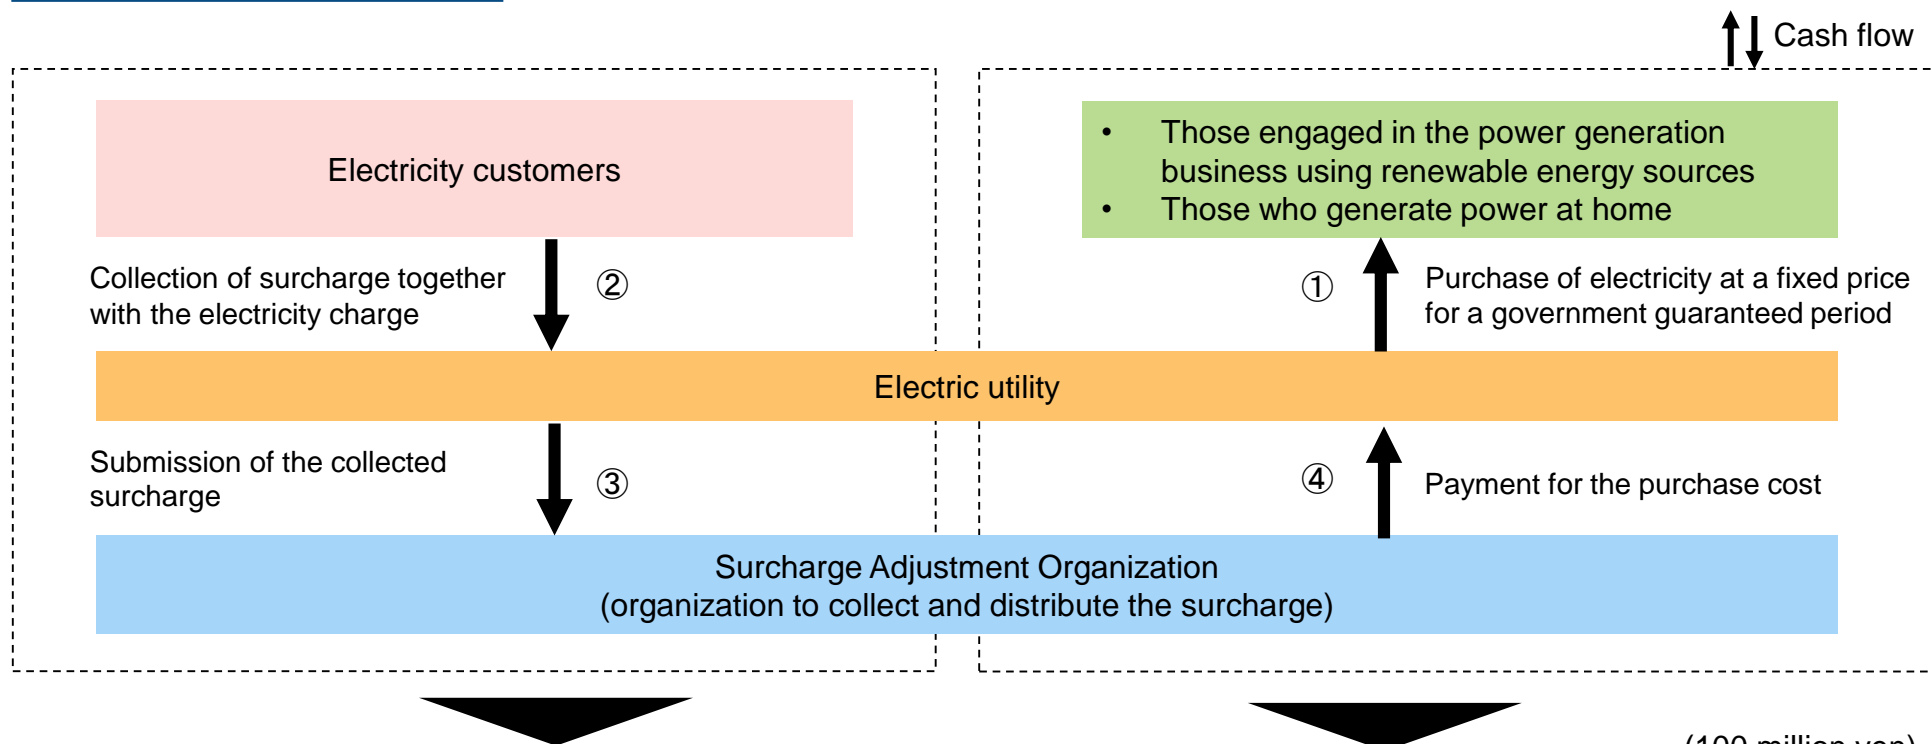 Cash flow
Electricity customers
• Those engaged in the power generation
business using renewable energy sources
• Those who generate power at home
Collection of surcharge together
with the electricity charge
②
①
Purchase of electricity at a fixed price
for a government guaranteed period
Electric utility
Submission of the collected
surcharge
③
④
Payment for the purchase cost
Surcharge Adjustment Organization
(organization to collect and distribute the surcharge)
(100 million yen)